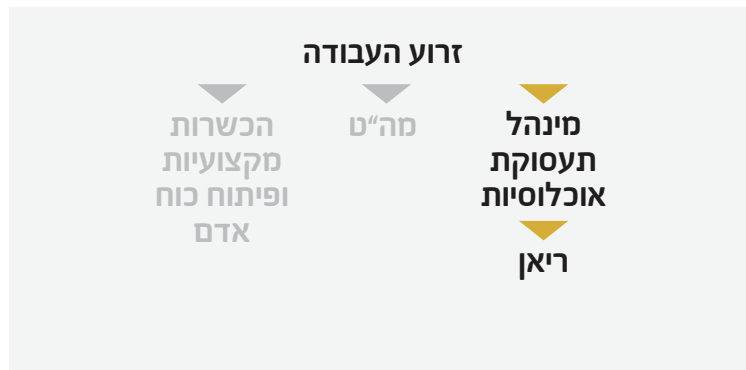 זרוע העבודה
מינהל
תעסוקת
אוכלוסיות
ריאן
מה“ט
הכשרות
מקצועיות
ופיתוח כוח
אדם